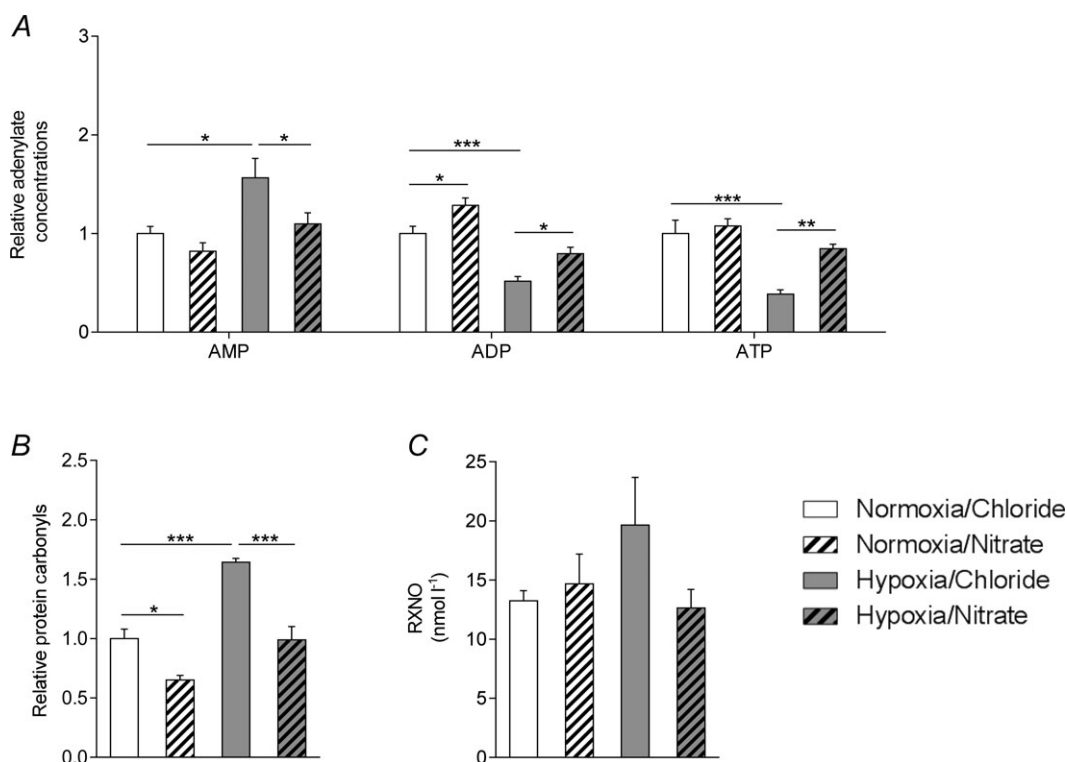 A
Relative adenylate
concentrations
3
2
1
0
*
*
***
*
*
***
**
AMP
ADP
ATP
B
Relative protein carbonyls
2.5
2.0
1.5
1.0
0.5
0.0
***
***
*
C
RXNO
(nmol l⁻¹)
25
20
15
10
5
0
Normoxia/Chloride
Normoxia/Nitrate
Hypoxia/Chloride
Hypoxia/Nitrate